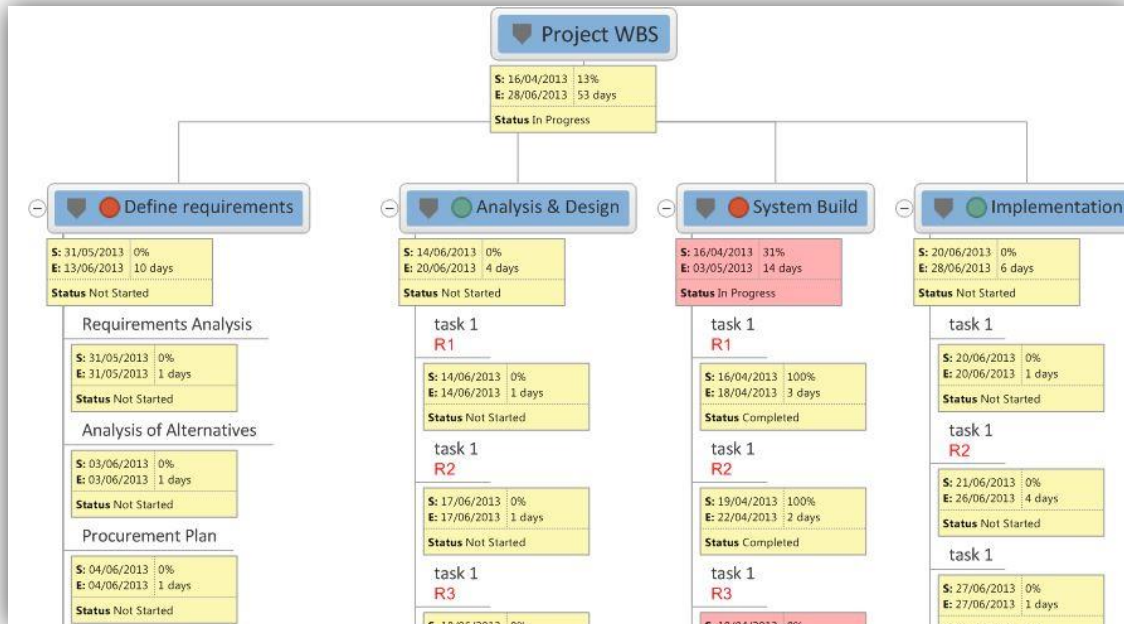 Project WBS
S: 16/04/2013 13%
E: 28/06/2013 53 days
Status In Progress
Define requirements
S: 31/05/2013 0%
E: 13/06/2013 10 days
Status Not Started
Requirements Analysis
S: 31/05/2013 0%
E: 31/05/2013 1 days
Status Not Started
Analysis of Alternatives
S: 03/06/2013 0%
E: 03/06/2013 1 days
Status Not Started
Procurement Plan
S: 04/06/2013 0%
E: 04/06/2013 1 days
Status Not Started
Analysis & Design
S: 14/06/2013 0%
E: 20/06/2013 4 days
Status Not Started
task 1
R1
S: 14/06/2013 0%
E: 14/06/2013 1 days
Status Not Started
task 1
R2
S: 17/06/2013 0%
E: 17/06/2013 1 days
Status Not Started
task 1
R3
System Build
S: 16/04/2013 31%
E: 03/05/2013 14 days
Status In Progress
task 1
R1
S: 16/04/2013 100%
E: 18/04/2013 3 days
Status Completed
task 1
R2
S: 19/04/2013 100%
E: 22/04/2013 2 days
Status Completed
task 1
R3
Implementation
S: 20/06/2013 0%
E: 28/06/2013 6 days
Status Not Started
task 1
S: 20/06/2013 0%
E: 20/06/2013 1 days
Status Not Started
task 1
R2
S: 21/06/2013 0%
E: 26/06/2013 4 days
Status Not Started
task 1
S: 27/06/2013 0%
E: 27/06/2013 1 days